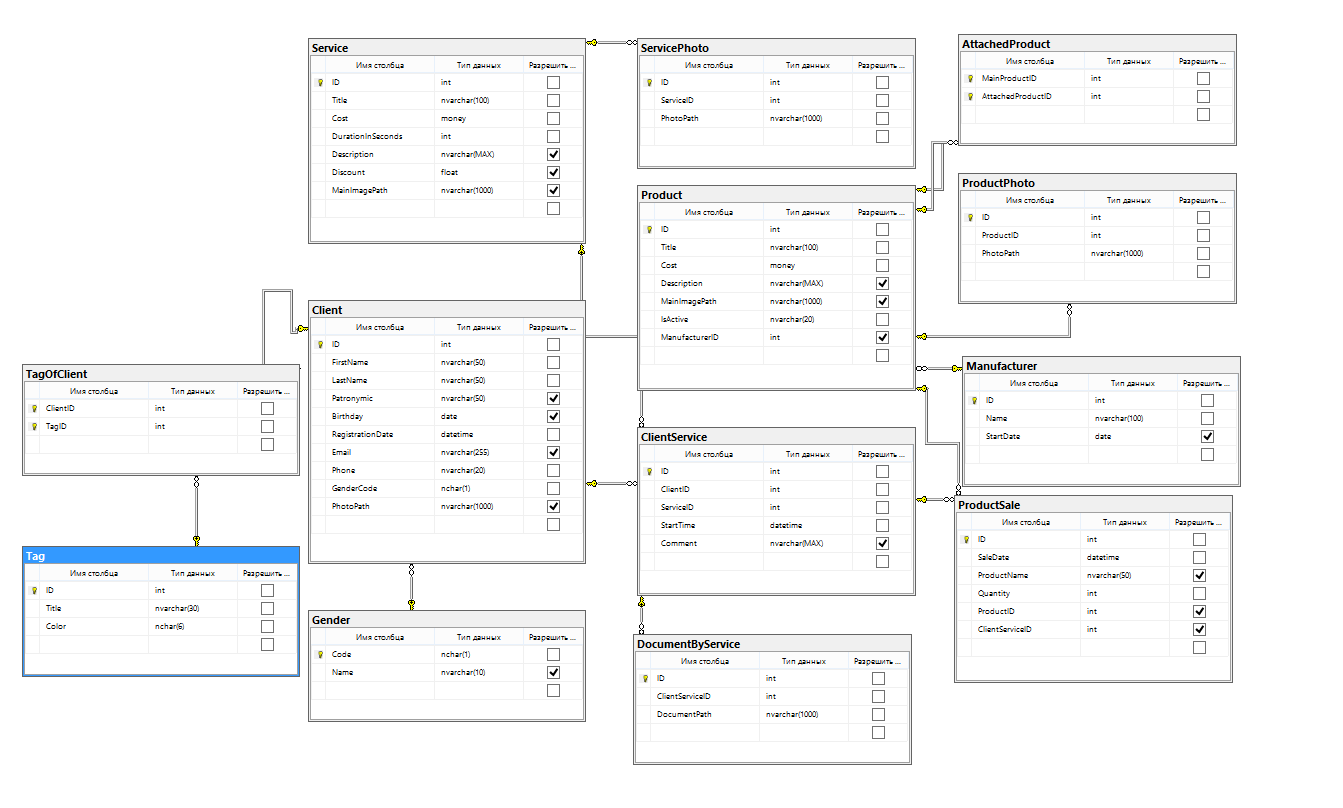 Service
Имя столбца Тип данных Разрешить ...
ID int
Title nvarchar(100)
Cost money
DurationInSeconds int
Description nvarchar(MAX)
Discount float
MainImagePath nvarchar(1000)
ServicePhoto
Имя столбца Тип данных Разрешить ...
ID int
ServiceID int
PhotoPath nvarchar(1000)
AttachedProduct
Имя столбца Тип данных Разрешить ...
MainProductID int
AttachedProductID int
Product
Имя столбца Тип данных Разрешить ...
ID int
Title nvarchar(100)
Cost money
Description nvarchar(MAX)
MainImagePath nvarchar(1000)
IsActive nvarchar(20)
ManufacturerID int
ProductPhoto
Имя столбца Тип данных Разрешить ...
ID int
ProductID int
PhotoPath nvarchar(1000)
Client
Имя столбца Тип данных Разрешить ...
ID int
FirstName nvarchar(50)
LastName nvarchar(50)
Patronymic nvarchar(50)
Birthday date
RegistrationDate datetime
Email nvarchar(255)
Phone nvarchar(20)
GenderCode nchar(1)
PhotoPath nvarchar(1000)
TagOfClient
Имя столбца Тип данных Разрешить ...
ClientID int
TagID int
Manufacturer
Имя столбца Тип данных Разрешить ...
ID int
Name nvarchar(100)
StartDate date
ClientService
Имя столбца Тип данных Разрешить ...
ID int
ClientID int
ServiceID int
StartTime datetime
Comment nvarchar(MAX)
ProductSale
Имя столбца Тип данных Разрешить ...
ID int
SaleDate datetime
ProductName nvarchar(50)
Quantity int
ProductID int
ClientServiceID int
Tag
Имя столбца Тип данных Разрешить ...
ID int
Title nvarchar(30)
Color nchar(6)
Gender
Имя столбца Тип данных Разрешить ...
Code nchar(1)
Name nvarchar(10)
DocumentByService
Имя столбца Тип данных Разрешить ...
ID int
ClientServiceID int
DocumentPath nvarchar(1000)